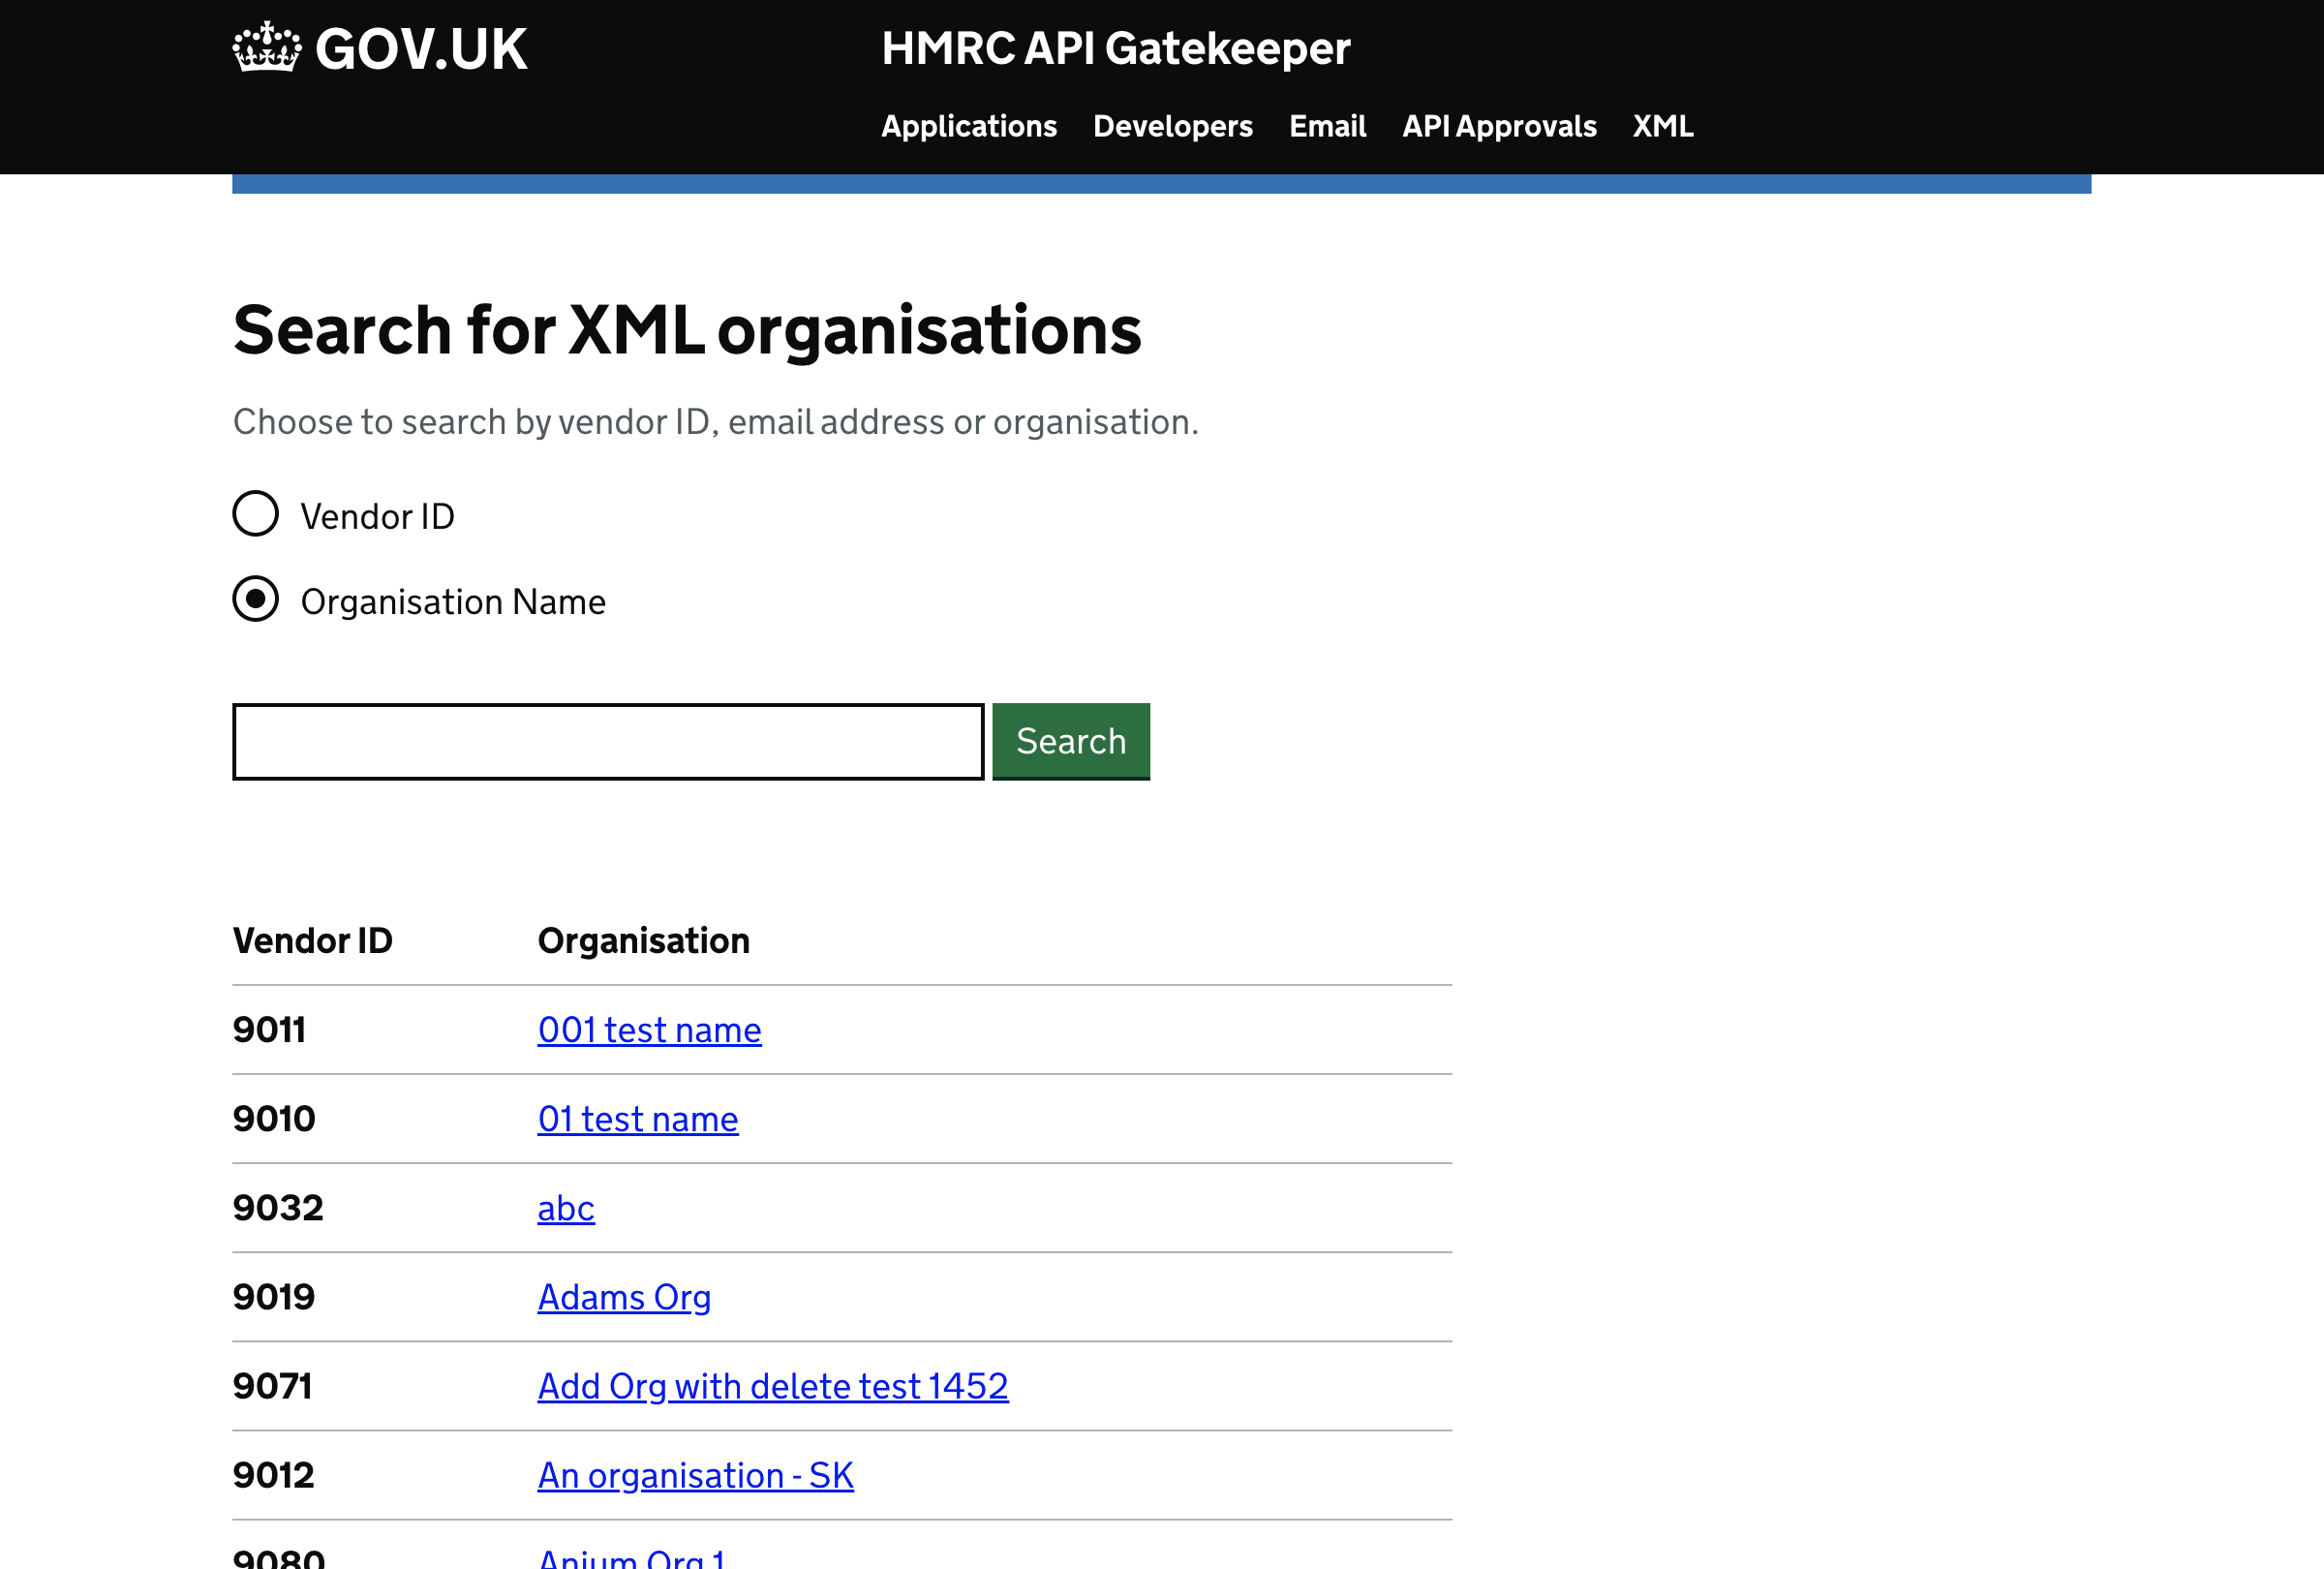 GOV.UK
HMRC API Gatekeeper
Applications Developers Email API Approvals XML
Search for XML organisations
Choose to search by vendor ID, email address or organisation.
Vendor ID
Organisation Name
Search
Vendor ID Organisation
9011 001 test name
9010 01 test name
9032 abc
9019 Adams Org
9071 Add Org with delete test 1452
9012 An organisation - SK
9080 Anjum Org 1